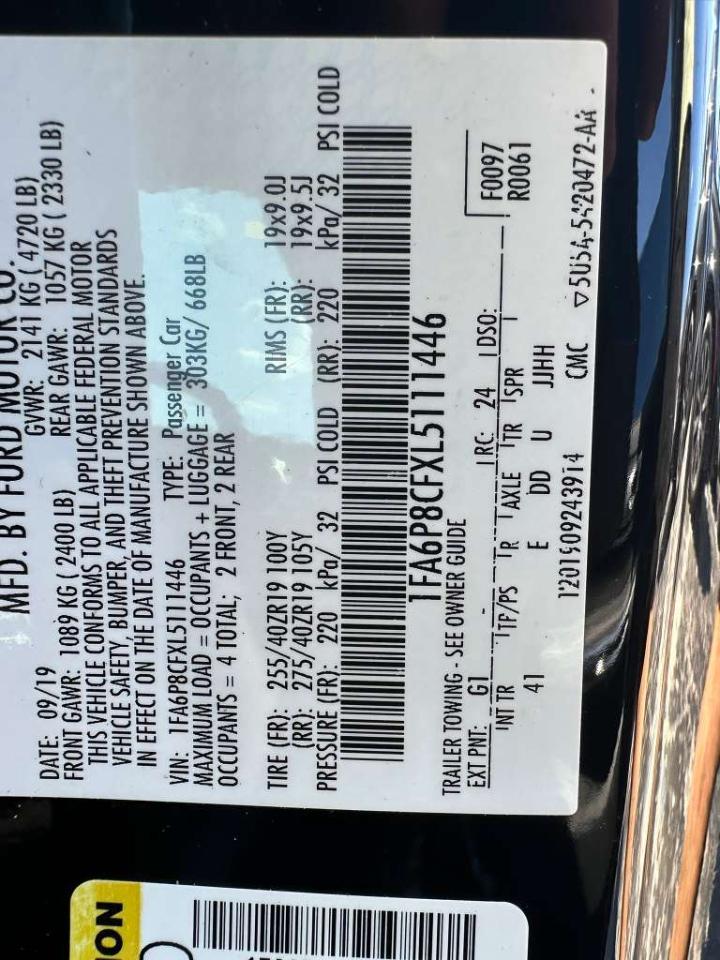 MFD. BY FORD MOTOR CO.
DATE: 09/19 GVWR: 2141 KG ( 4720 LB)
FRONT GAWR: 1089 KG ( 2400 LB) REAR GAWR: 1057 KG ( 2330 LB)
THIS VEHICLE CONFORMS TO ALL APPLICABLE FEDERAL MOTOR
VEHICLE SAFETY, BUMPER, AND THEFT PREVENTION STANDARDS
IN EFFECT ON THE DATE OF MANUFACTURE SHOWN ABOVE.
VIN: 1FA6P8CFXL5111446 TYPE: Passenger Car
MAXIMUM LOAD = OCCUPANTS + LUGGAGE = 303KG/ 668LB
OCCUPANTS = 4 TOTAL; 2 FRONT, 2 REAR
TIRE (FR): 255/40ZR19 100Y RIMS (FR): 19x9.0J
(RR): 275/40ZR19 105Y (RR): 19x9.5J
PRESSURE (FR): 220 kPa/ 32 PSI COLD (RR): 220 kPa/ 32 PSI COLD
1FA6P8CFXL5111446
TRAILER TOWING - SEE OWNER GUIDE
F0097
EXT PNT: G1 RC: 24 DSO: R0061
INT TR TP/PS R AXLE TR SPR
41 E DD U JJHH
CMC
ION